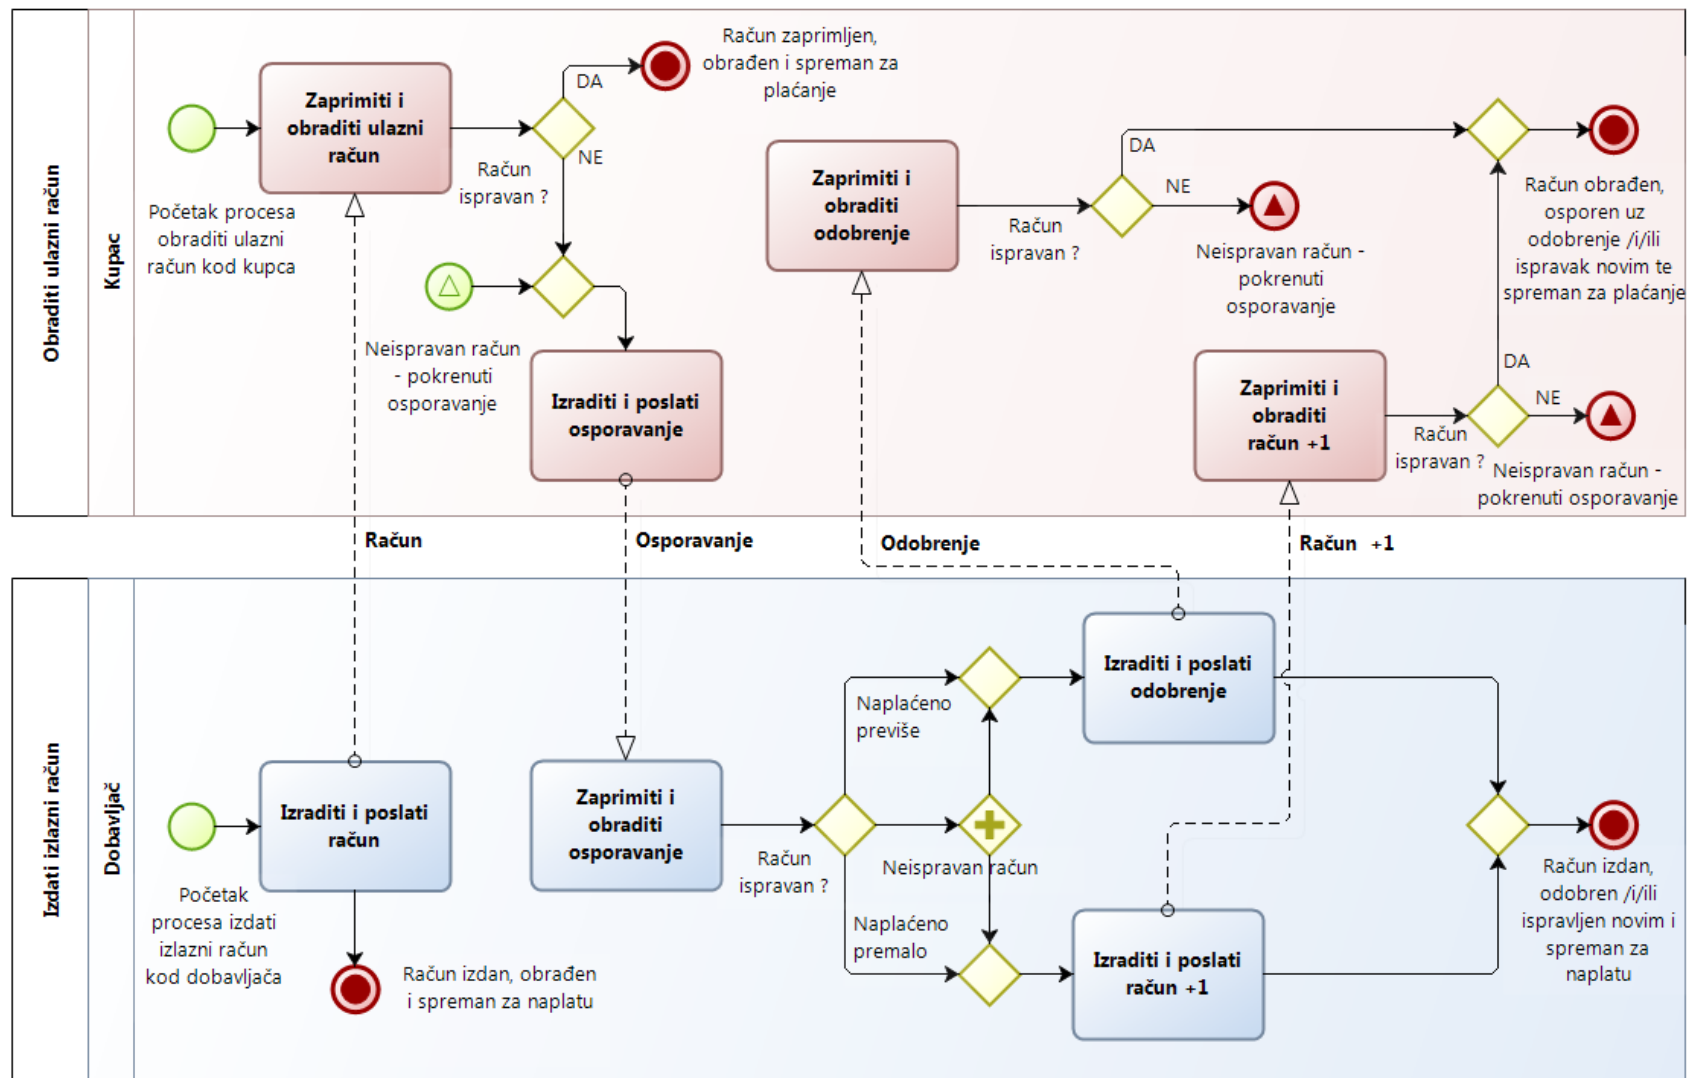 Obraditi ulazni račun
Kupac
Zaprimiti i
obraditi ulazni
račun
Početak procesa
obraditi ulazni
račun kod kupca
Račun
ispravan ?
DA
NE
Račun zaprimljen,
obrađen i spreman za
plaćanje
Neispravan račun
- pokrenuti
osporavanje
Izraditi i poslati
osporavanje
Zaprimiti i
obraditi
odobrenje
Račun
ispravan ?
DA
NE
Neispravan račun -
pokrenuti
osporavanje
Račun obrađen,
osporen uz
odobrenje /i/ili
ispravak novim te
spreman za plaćanje
Zaprimiti i
obraditi
račun +1
Račun
ispravan ?
DA
NE
Neispravan račun -
pokrenuti osporavanje
Račun
Osporavanje
Odobrenje
Račun +1
Izdati izlazni račun
Dobavljač
Izraditi i poslati
račun
Početak
procesa izdati
izlazni račun
kod dobavljača
Račun izdan, obrađen
i spreman za naplatu
Zaprimiti i
obraditi
osporavanje
Račun
ispravan ?
Naplaćeno
previše
Neispravan račun
Naplaćeno
premalo
Izraditi i poslati
odobrenje
Izraditi i poslati
račun +1
Račun izdan,
odobren /i/ili
ispravljen novim i
spreman za
naplatu